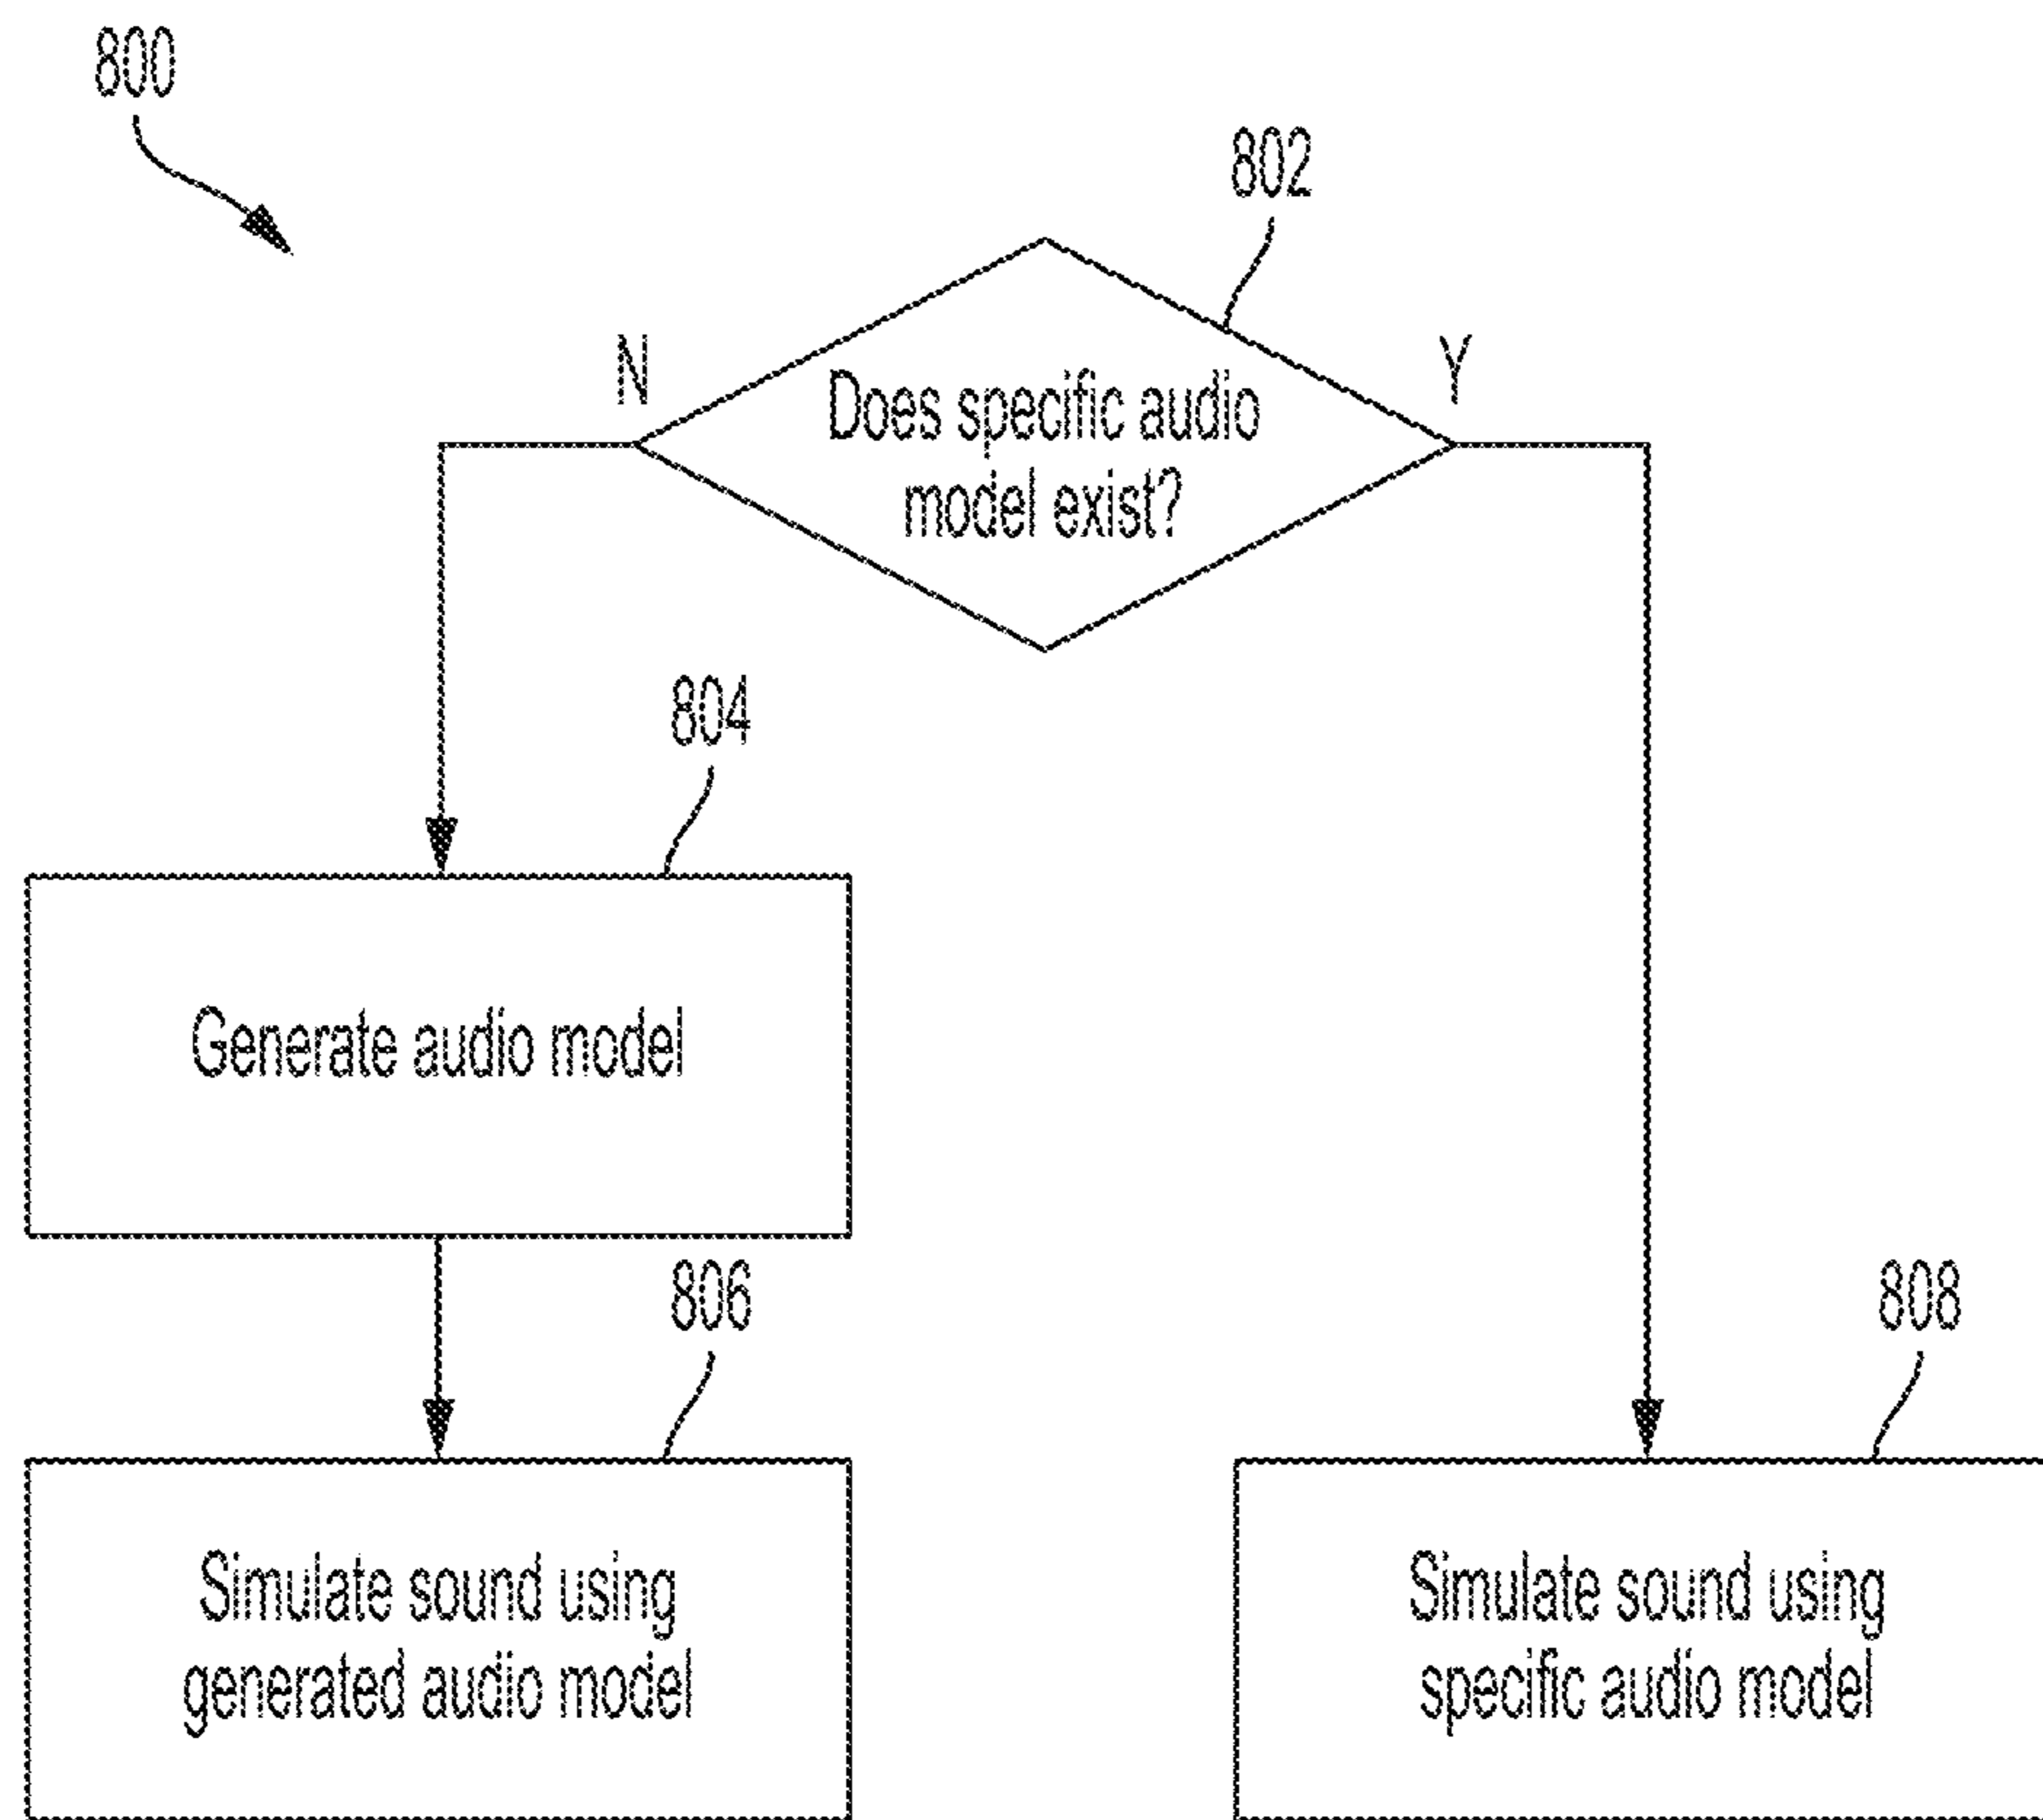 800
802
N
Y
Does specific audio
model exist?
804
Generate audio model
806
808
Simulate sound using
generated audio model
Simulate sound using
specific audio model